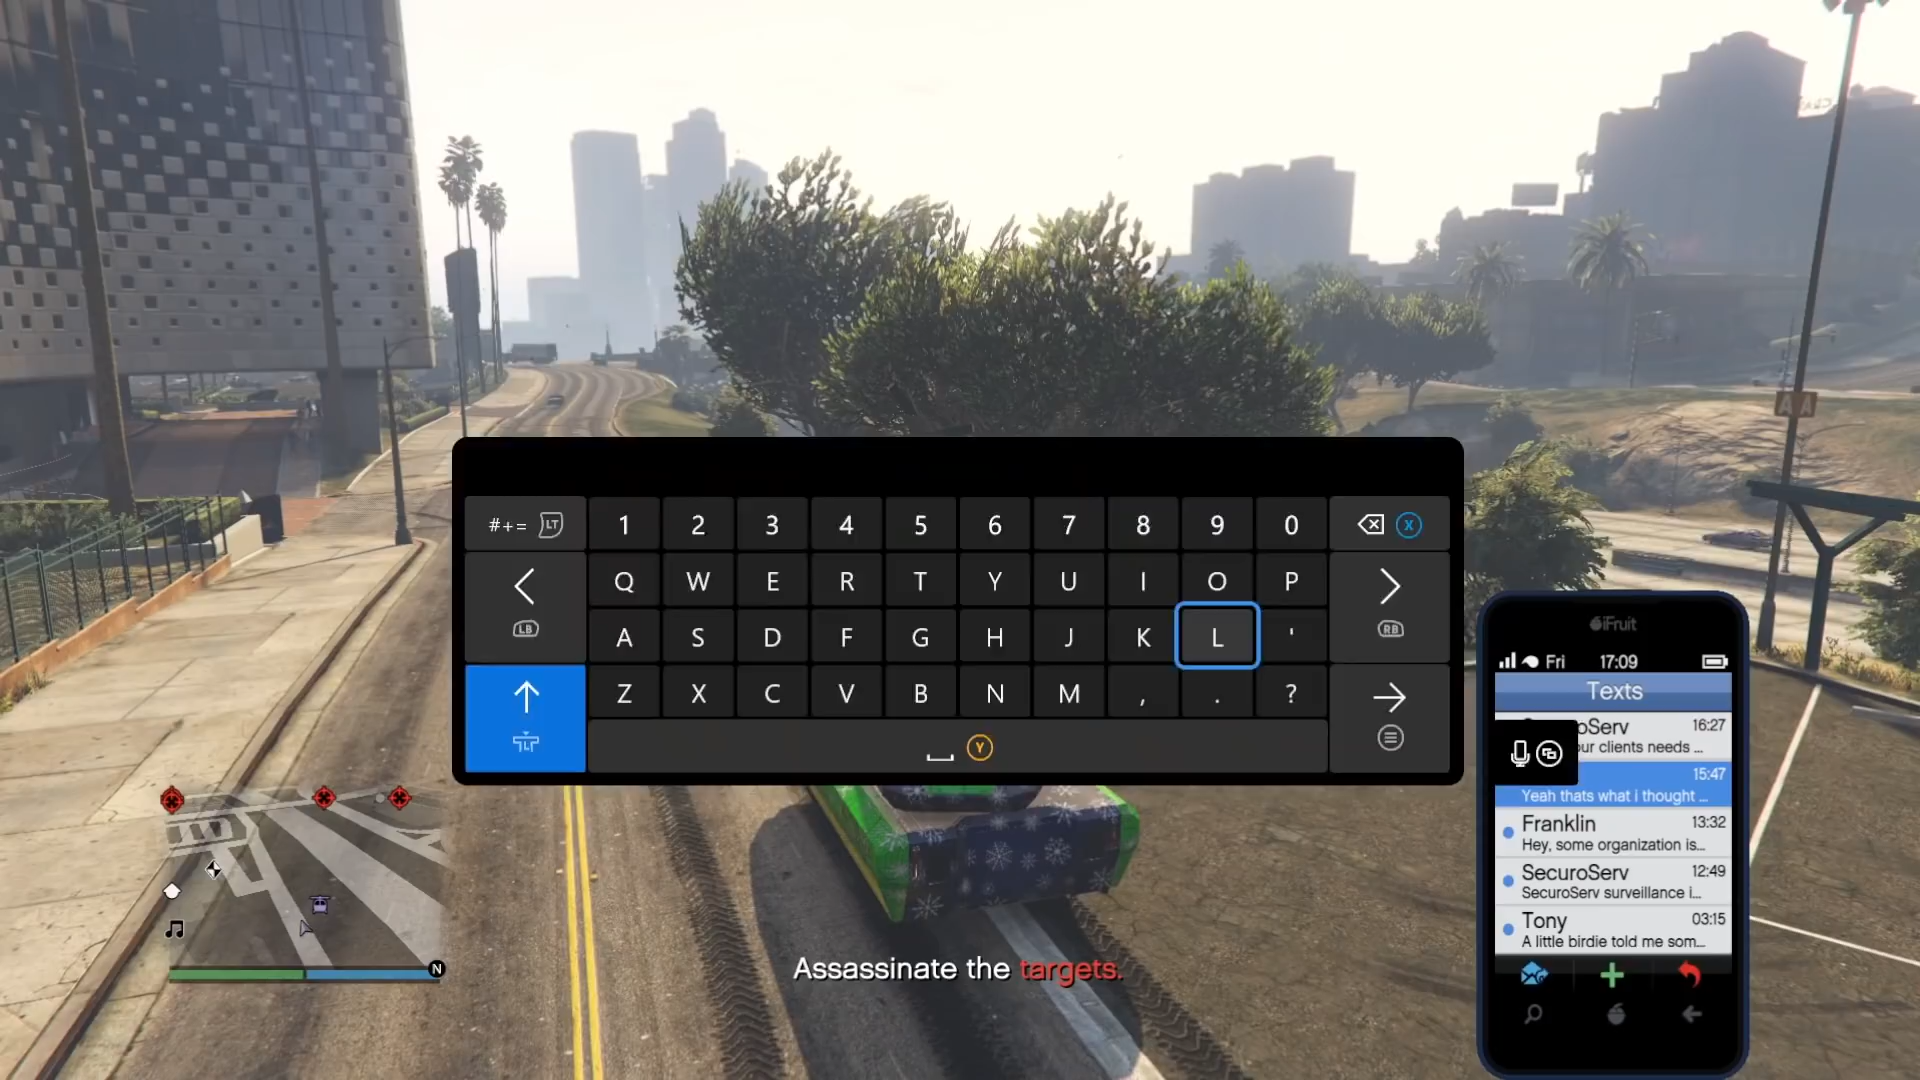 #+= LT 1 2 3 4 5 6 7 8 9 0 X
LB Q W E R T Y U I O P RB
A S D F G H J K L '
Z X C V B N M , . ?
Y
iFruit
Fri 17:09
Texts
oServ 16:27
our clients needs ...
15:47
Yeah thats what i thought ...
Franklin 13:32
Hey, some organization is...
SecuroServ 12:49
SecuroServ surveillance i...
Tony 03:15
A little birdie told me som...
N
Assassinate the targets.